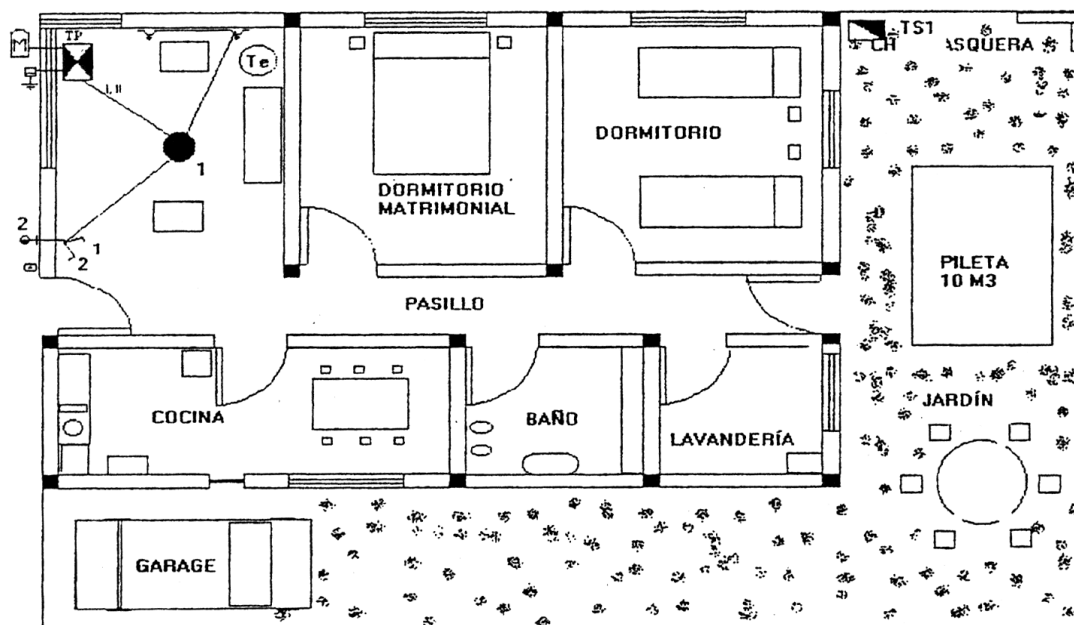 M
TP
Te
1
2
1
2
TS1
CH ASQUERA
DORMITORIO
DORMITORIO
MATRIMONIAL
PILETA
10 M3
PASILLO
COCINA
BAÑO
LAVANDERÍA
JARDÍN
GARAGE